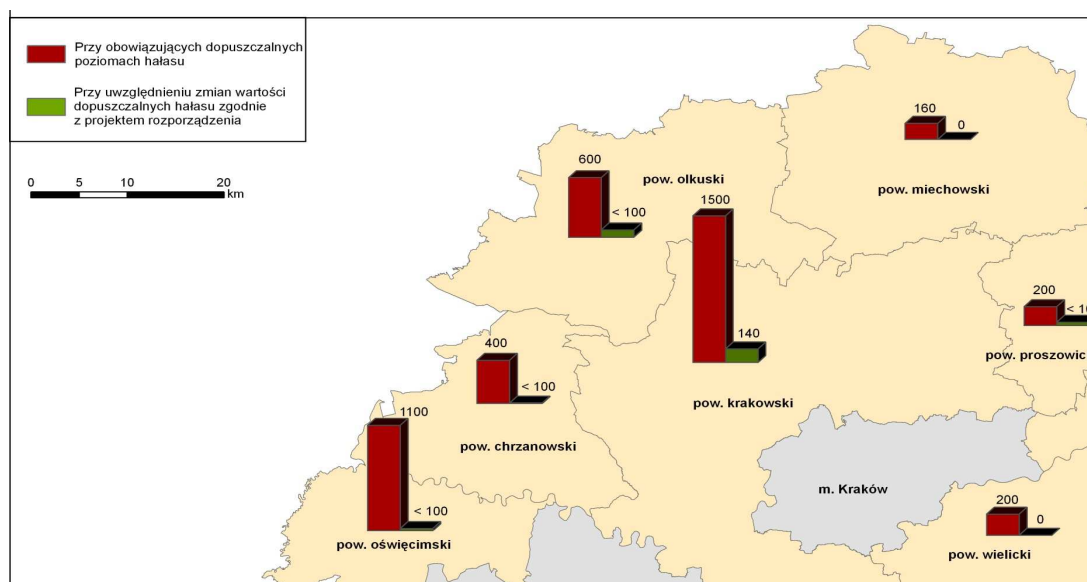 Przy obowiązujących dopuszczalnych
poziomach hałasu
Przy uwzględnieniu zmian wartości
dopuszczalnych hałasu zgodnie
z projektem rozporządzenia
0 5 10 20
km
160
0
pow. miechowski
600
< 100
pow. olkuski
1500
140
pow. krakowski
200
< 10
pow. proszowic
400
< 100
pow. chrzanowski
1100
< 100
pow. oświęcimski
m. Kraków
200
0
pow. wielicki